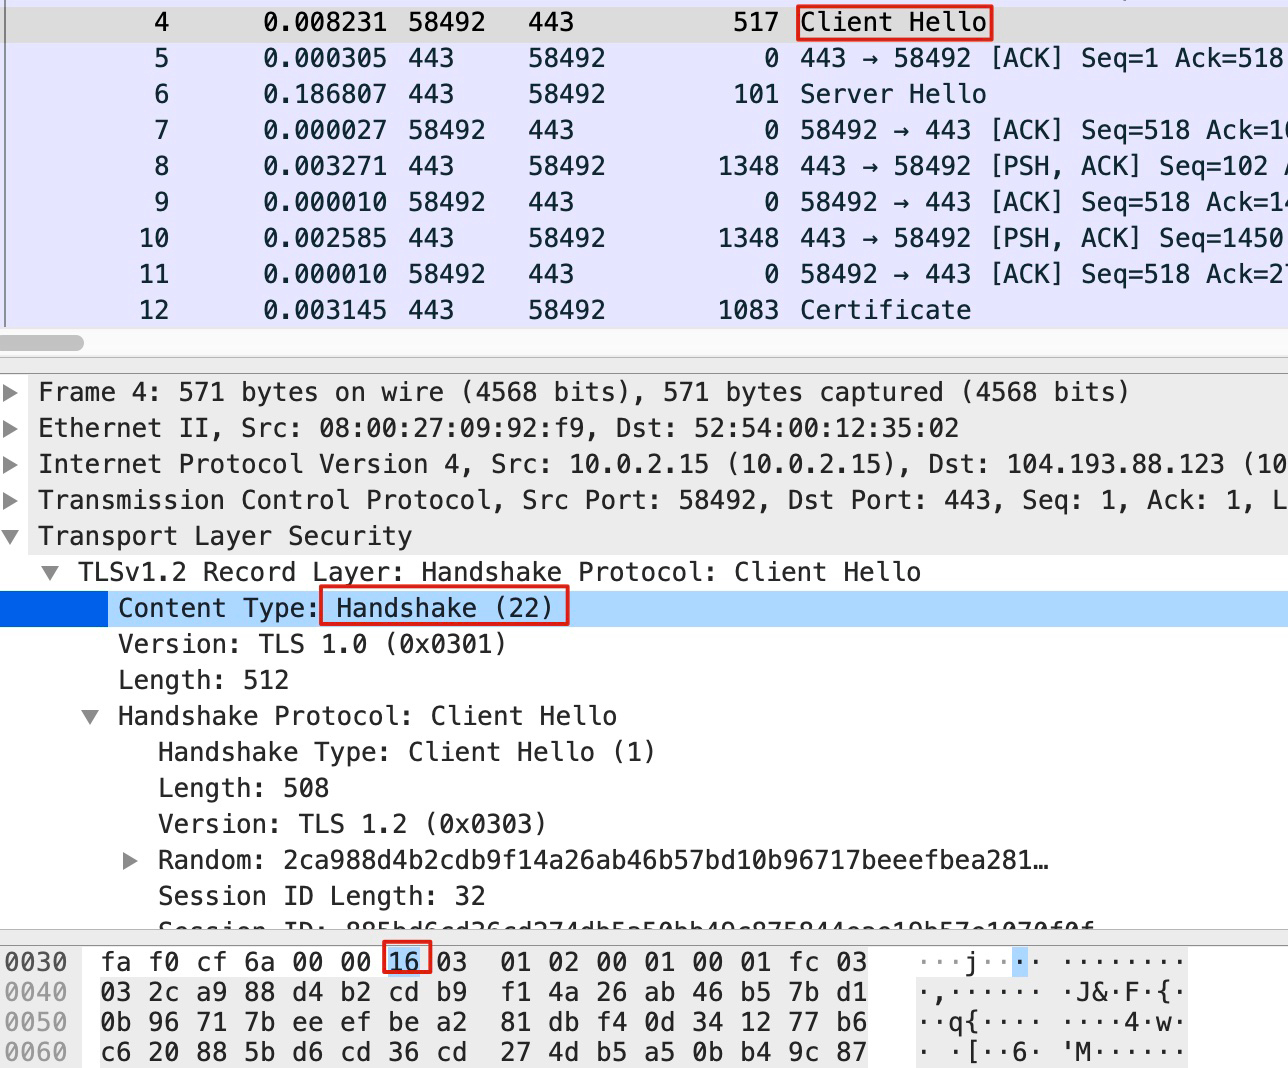 4 0.008231 58492 443 517 Client Hello
5 0.000305 443 58492 0 443 → 58492 [ACK] Seq=1 Ack=518
6 0.186807 443 58492 101 Server Hello
7 0.000027 58492 443 0 58492 → 443 [ACK] Seq=518 Ack=10
8 0.003271 443 58492 1348 443 → 58492 [PSH, ACK] Seq=102
9 0.000010 58492 443 0 58492 → 443 [ACK] Seq=518 Ack=14
10 0.002585 443 58492 1348 443 → 58492 [PSH, ACK] Seq=1450
11 0.000010 58492 443 0 58492 → 443 [ACK] Seq=518 Ack=27
12 0.003145 443 58492 1083 Certificate
Frame 4: 571 bytes on wire (4568 bits), 571 bytes captured (4568 bits)
Ethernet II, Src: 08:00:27:09:92:f9, Dst: 52:54:00:12:35:02
Internet Protocol Version 4, Src: 10.0.2.15 (10.0.2.15), Dst: 104.193.88.123 (10
Transmission Control Protocol, Src Port: 58492, Dst Port: 443, Seq: 1, Ack: 1, L
Transport Layer Security
TLSv1.2 Record Layer: Handshake Protocol: Client Hello
Content Type: Handshake (22)
Version: TLS 1.0 (0x0301)
Length: 512
Handshake Protocol: Client Hello
Handshake Type: Client Hello (1)
Length: 508
Version: TLS 1.2 (0x0303)
Random: 2ca988d4b2cdb9f14a26ab46b57bd10b96717beeefbea281…
Session ID Length: 32
0030 fa f0 cf 6a 00 00 16 03 01 02 00 01 00 01 fc 03 ···j···· ········
0040 03 2c a9 88 d4 b2 cd b9 f1 4a 26 ab 46 b5 7b d1 ·,······ ·J&·F·{·
0050 0b 96 71 7b ee ef be a2 81 db f4 0d 34 12 77 b6 ··q{···· ····4·w·
0060 c6 20 88 5b d6 cd 36 cd 27 4d b5 a5 0b b4 9c 87 · ·[··6· 'M······